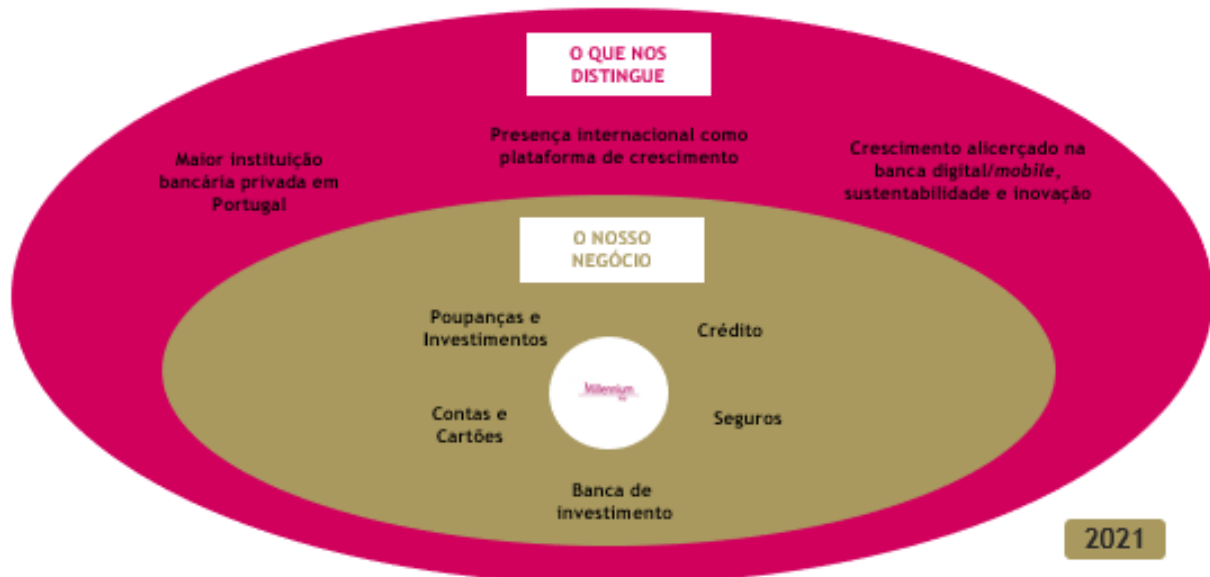 O QUE NOS
DISTINGUE
Maior instituição
bancária privada em
Portugal
Presença internacional como
plataforma de crescimento
Crescimento alicerçado na
banca digital/mobile,
sustentabilidade e inovação
O NOSSO
NEGÓCIO
Poupanças e
Investimentos
Crédito
Millennium
Contas e
Cartões
Seguros
Banca de
investimento
2021